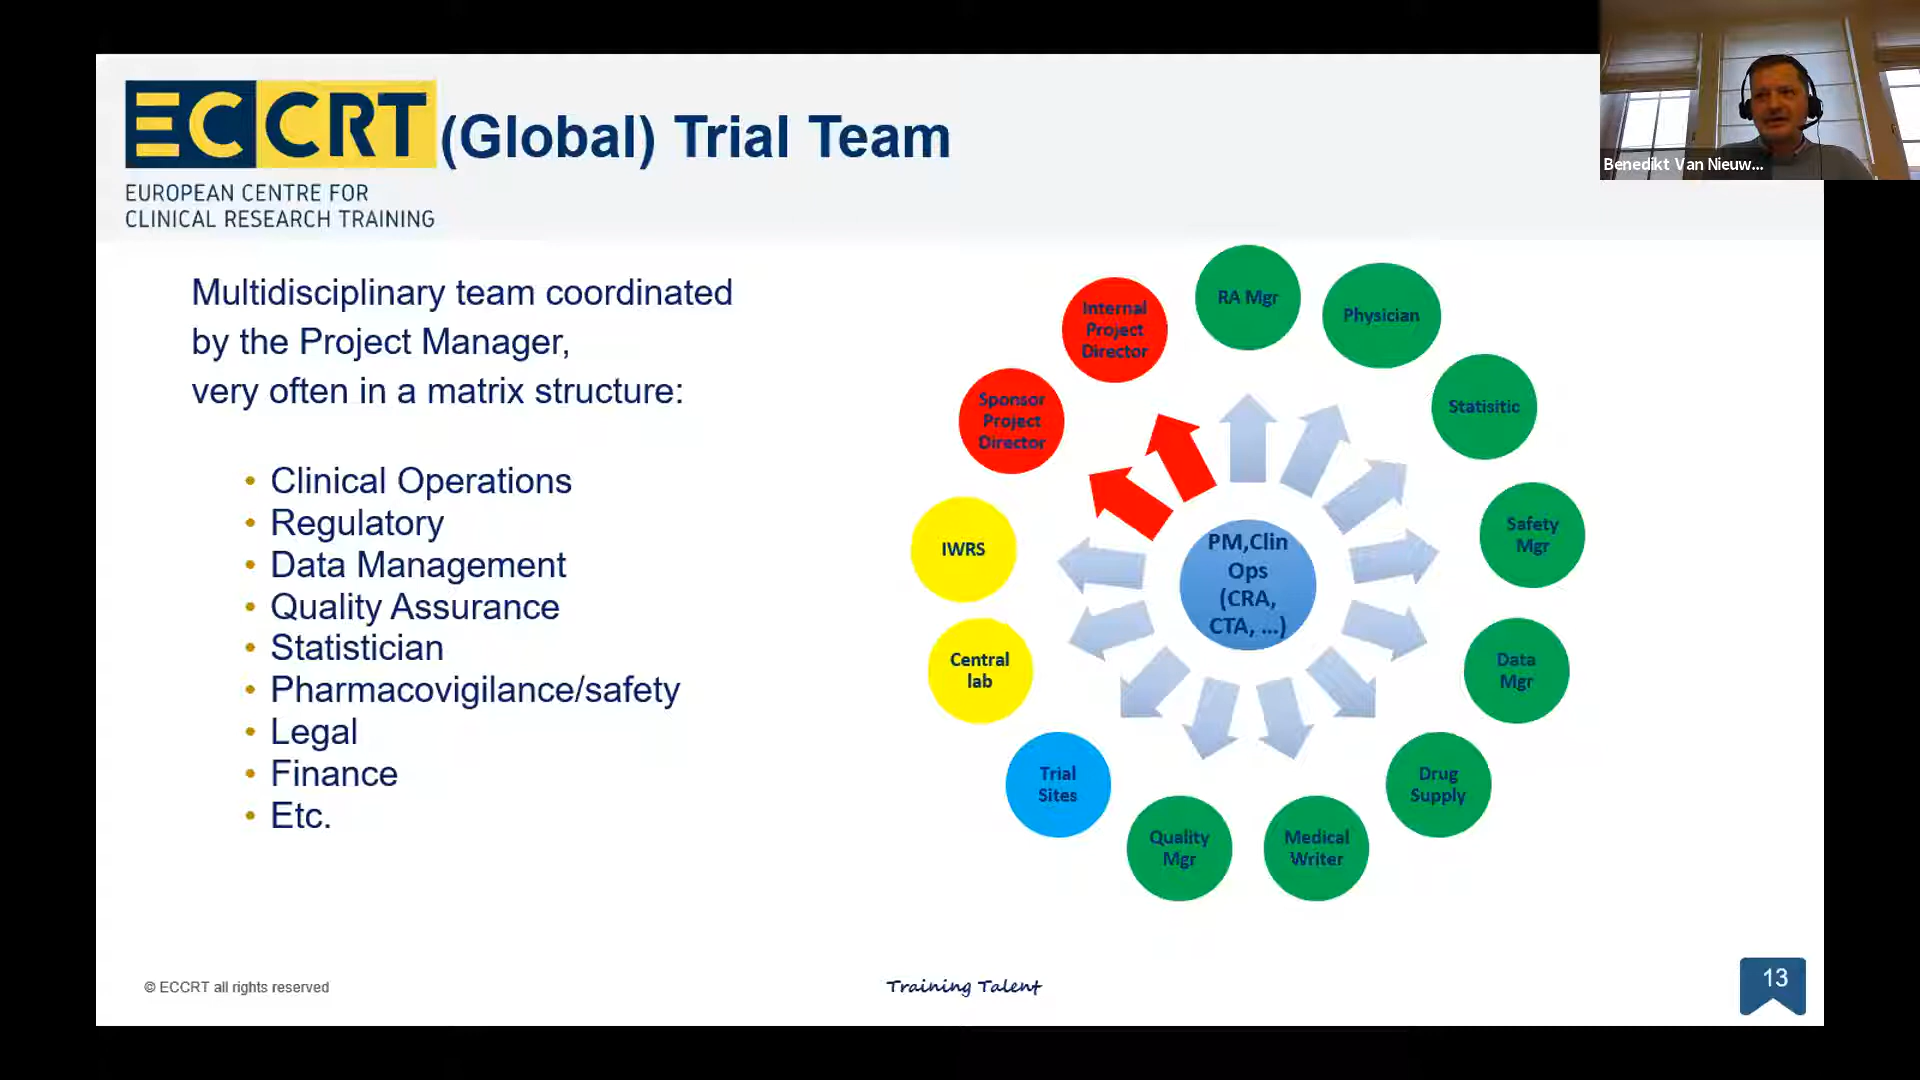 ECCRT
EUROPEAN CENTRE FOR
CLINICAL RESEARCH TRAINING
(Global) Trial Team
Benedikt Van Nieuw...
Multidisciplinary team coordinated
by the Project Manager,
very often in a matrix structure:
• Clinical Operations
• Regulatory
• Data Management
• Quality Assurance
• Statistician
• Pharmacovigilance/safety
• Legal
• Finance
• Etc.
Internal
Project
Director
RA Mgr
Physician
Statisitic
Safety
Mgr
Data
Mgr
Drug
Supply
Medical
Writer
Quality
Mgr
Trial
Sites
Central
lab
IWRS
Sponsor
Project
Director
PM,Clin
Ops
(CRA,
CTA, ...)
© ECCRT all rights reserved
Training Talent
13